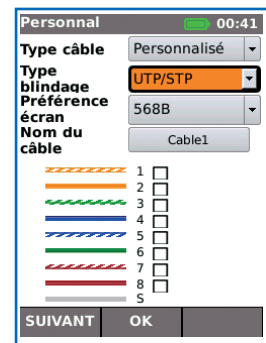 Personnal 00:41
Type câble Personnalisé
Type blindage UTP/STP
Préférence écran 568B
Nom du câble Cable1
1
2
3
4
5
6
7
8
S
SUIVANT OK